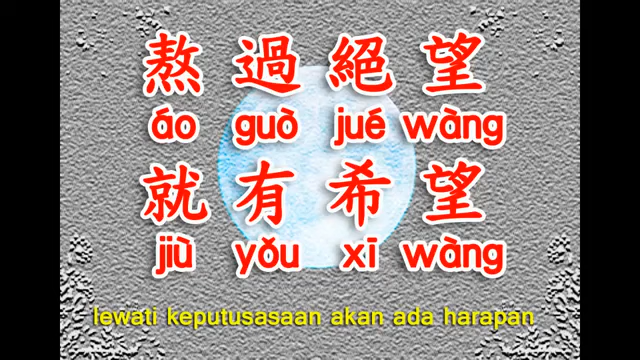 熬過絕望
áo guò jué wàng
就有希望
jiù yǒu xī wàng
lewati keputusasaan akan ada harapan